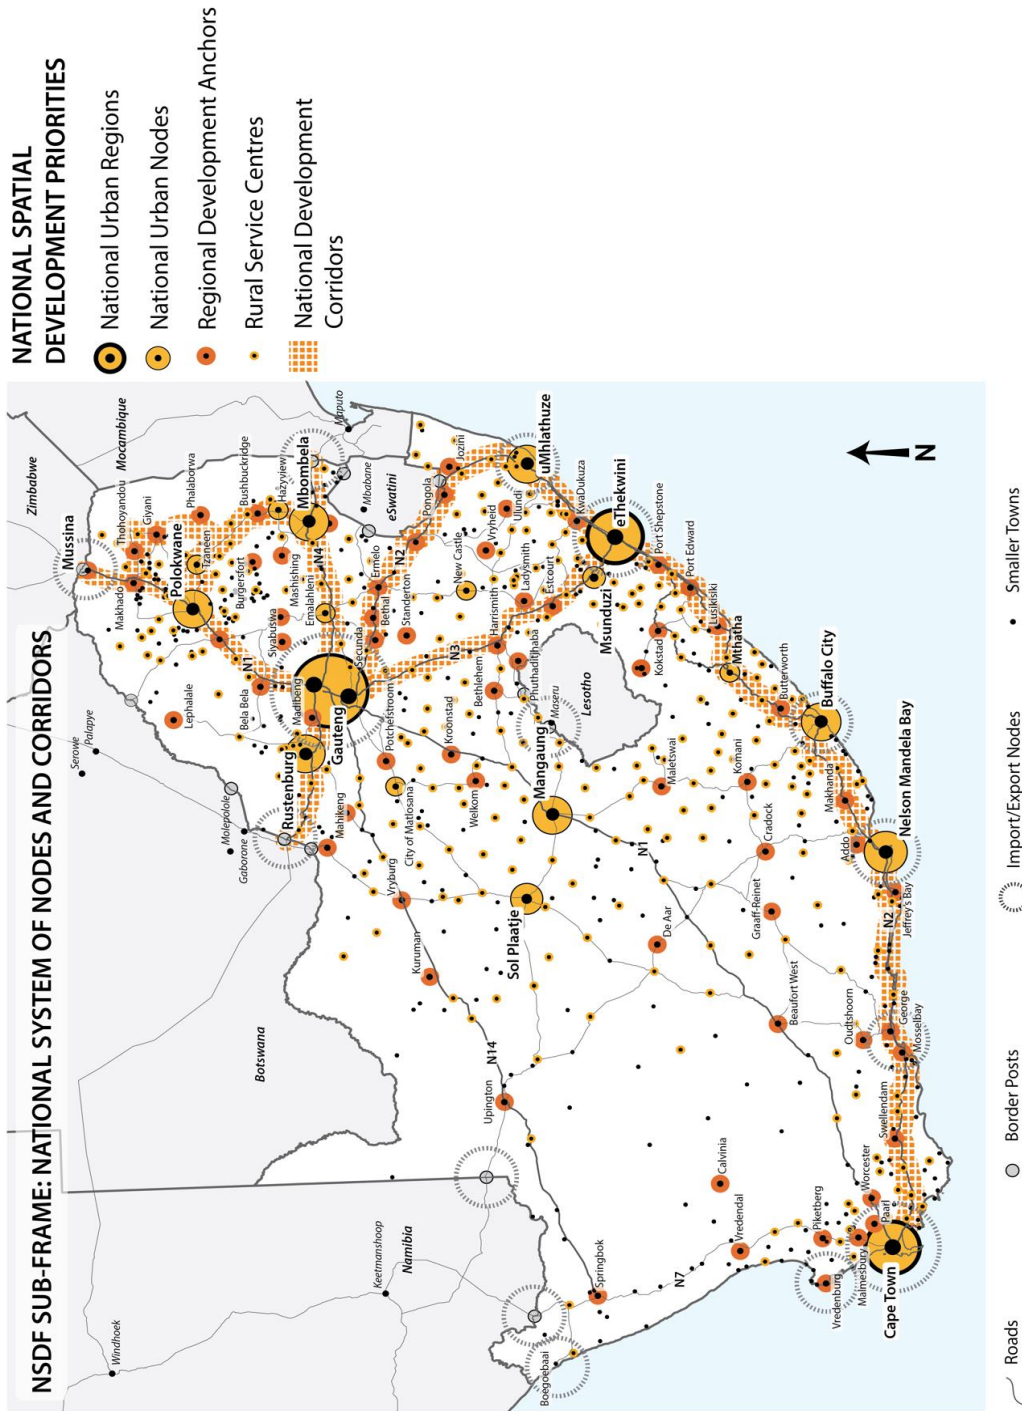 NSDF SUB-FRAME: NATIONAL SYSTEM OF NODES AND CORRIDORS
NATIONAL SPATIAL
DEVELOPMENT PRIORITIES
National Urban Regions
National Urban Nodes
Regional Development Anchors
Rural Service Centres
National Development
Corridors
Zimbabwe
Mocambique
Botswana
Namibia
eSwatini
Lesotho
Serowe
Palapye
Molepolole
Gaborone
Windhoek
Keetmanshoop
Maputo
Mbabane
Maseru
Mussina
Thohoyandou
Giyani
Makhado
Phalaborwa
Polokwane
Tzaneen
Lephalale
Bushbuckridge
Hazyview
Burgersfort
Mbombela
Mashishing
Siyabuswa
Emalahleni
N4
N1
Bela Bela
Madibeng
Rustenburg
Gauteng
Secunda
Bethal
Ermelo
N2
Standerton
Mahikeng
Potchefstroom
City of Matlosana
Vryburg
Kuruman
Kroonstad
Welkom
N3
New Castle
Pongola
Jozini
Vryheid
Ulundi
uMhlathuze
Ladysmith
Harrismith
Estcourt
Bethlehem
Phuthaditjhaba
KwaDukuza
eThekwini
Msunduzi
Port Shepstone
Port Edward
Mangaung
Sol Plaatje
N14
Upington
Springbok
Boegoebaai
N7
N1
Kokstad
Lusikisiki
Mthatha
Maletswai
De Aar
Komani
Cradock
Graaff-Reinet
Butterworth
Buffalo City
Calvinia
Vredendal
Beaufort West
Makhanda
Addo
Nelson Mandela Bay
Jeffrey's Bay
N2
Oudtshoorn
George
Mosselbay
Swellendam
Piketberg
Vredenburg
Malmesbury
Worcester
Paarl
Cape Town
N
Roads
Border Posts
Import/Export Nodes
Smaller Towns